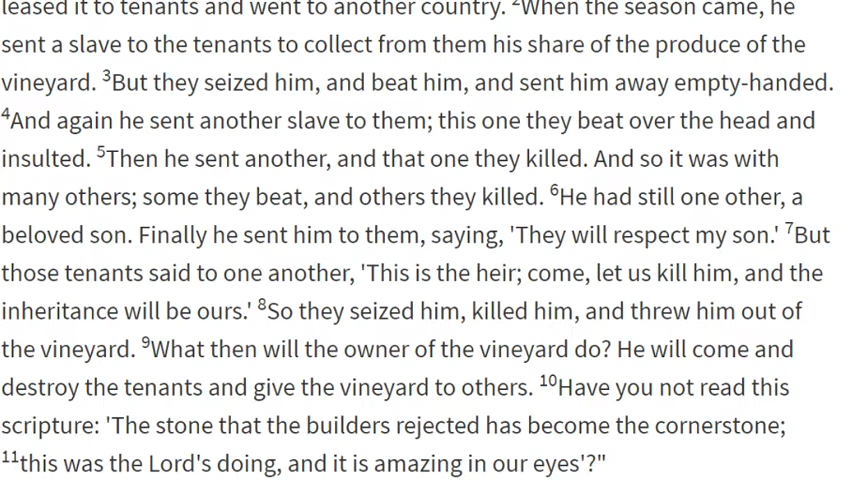 leased it to tenants and went to another country. ²When the season came, he
sent a slave to the tenants to collect from them his share of the produce of the
vineyard. ³But they seized him, and beat him, and sent him away empty-handed.
⁴And again he sent another slave to them; this one they beat over the head and
insulted. ⁵Then he sent another, and that one they killed. And so it was with
many others; some they beat, and others they killed. ⁶He had still one other, a
beloved son. Finally he sent him to them, saying, 'They will respect my son.' ⁷But
those tenants said to one another, 'This is the heir; come, let us kill him, and the
inheritance will be ours.' ⁸So they seized him, killed him, and threw him out of
the vineyard. ⁹What then will the owner of the vineyard do? He will come and
destroy the tenants and give the vineyard to others. ¹⁰Have you not read this
scripture: 'The stone that the builders rejected has become the cornerstone;
¹¹this was the Lord's doing, and it is amazing in our eyes'?"